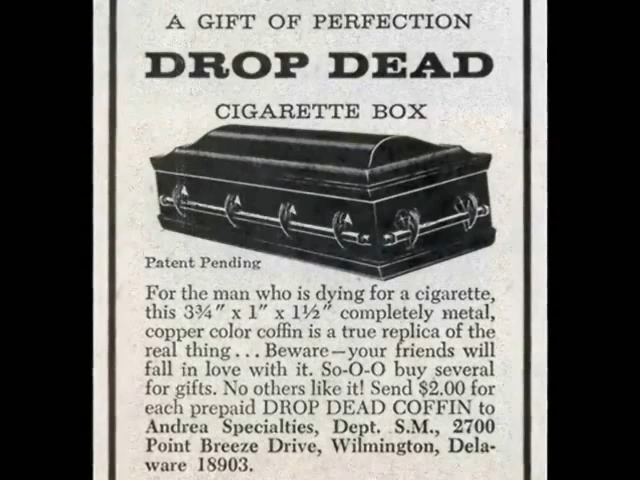 A GIFT OF PERFECTION
DROP DEAD
CIGARETTE BOX
Patent Pending
For the man who is dying for a cigarette,
this 3¾″ x 1″ x 1½″ completely metal,
copper color coffin is a true replica of the
real thing . . . Beware—your friends will
fall in love with it. So-O-O buy several
for gifts. No others like it! Send $2.00 for
each prepaid DROP DEAD COFFIN to
Andrea Specialties, Dept. S.M., 2700
Point Breeze Drive, Wilmington, Dela-
ware 18903.